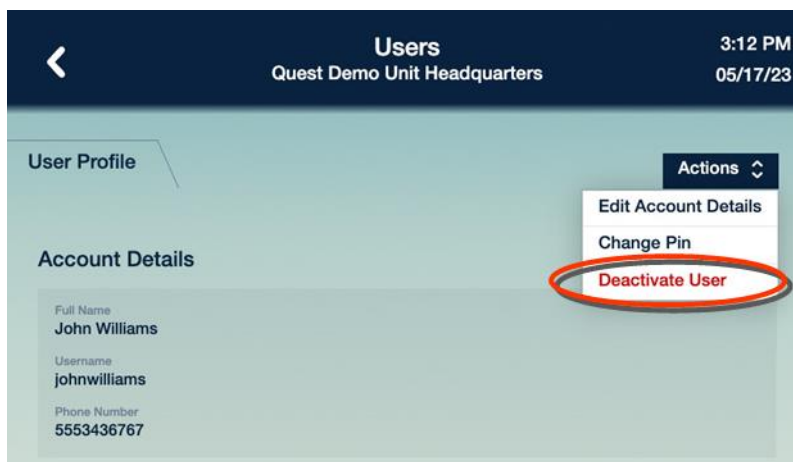 Users
Quest Demo Unit Headquarters
3:12 PM
05/17/23
User Profile
Actions
Edit Account Details
Change Pin
Deactivate User
Account Details
Full Name
John Williams
Username
johnwilliams
Phone Number
5553436767